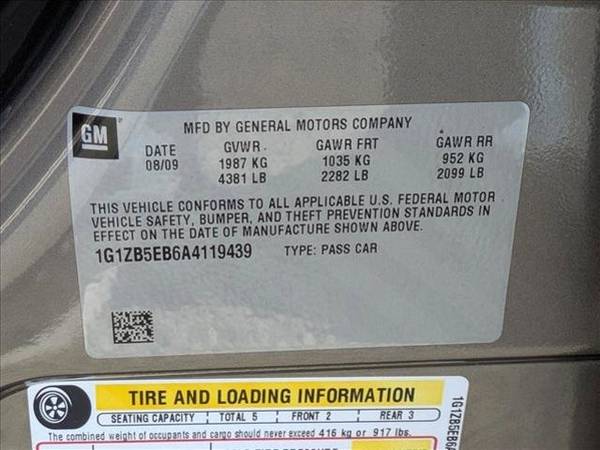 GM
MFD BY GENERAL MOTORS COMPANY
DATE GVWR GAWR FRT GAWR RR
08/09 1987 KG 1035 KG 952 KG
4381 LB 2282 LB 2099 LB
THIS VEHICLE CONFORMS TO ALL APPLICABLE U.S. FEDERAL MOTOR
VEHICLE SAFETY, BUMPER, AND THEFT PREVENTION STANDARDS IN
EFFECT ON THE DATE OF MANUFACTURE SHOWN ABOVE.
1G1ZB5EB6A4119439 TYPE: PASS CAR
TIRE AND LOADING INFORMATION
SEATING CAPACITY TOTAL 5 FRONT 2 REAR 3
The combined weight of occupants and cargo should never exceed 416 kg or 917 lbs.
1G1ZB5EB6